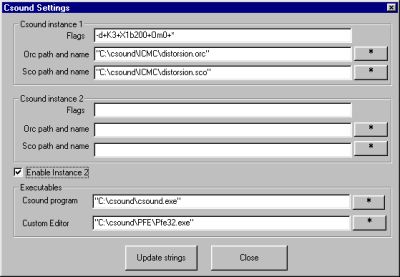 Csound Settings
Csound instance 1
Flags
-d+K3+X1b200+0m0+*
Orc path and name
"C:\csound\ICMC\distorsion.orc"
*
Sco path and name
"C:\csound\ICMC\distorsion.sco"
*
Csound instance 2
Flags
Orc path and name
*
Sco path and name
*
Enable Instance 2
Executables
Csound program
"C:\csound\csound.exe"
*
Custom Editor
"C:\csound\PFE\Pfe32.exe"
*
Update strings
Close